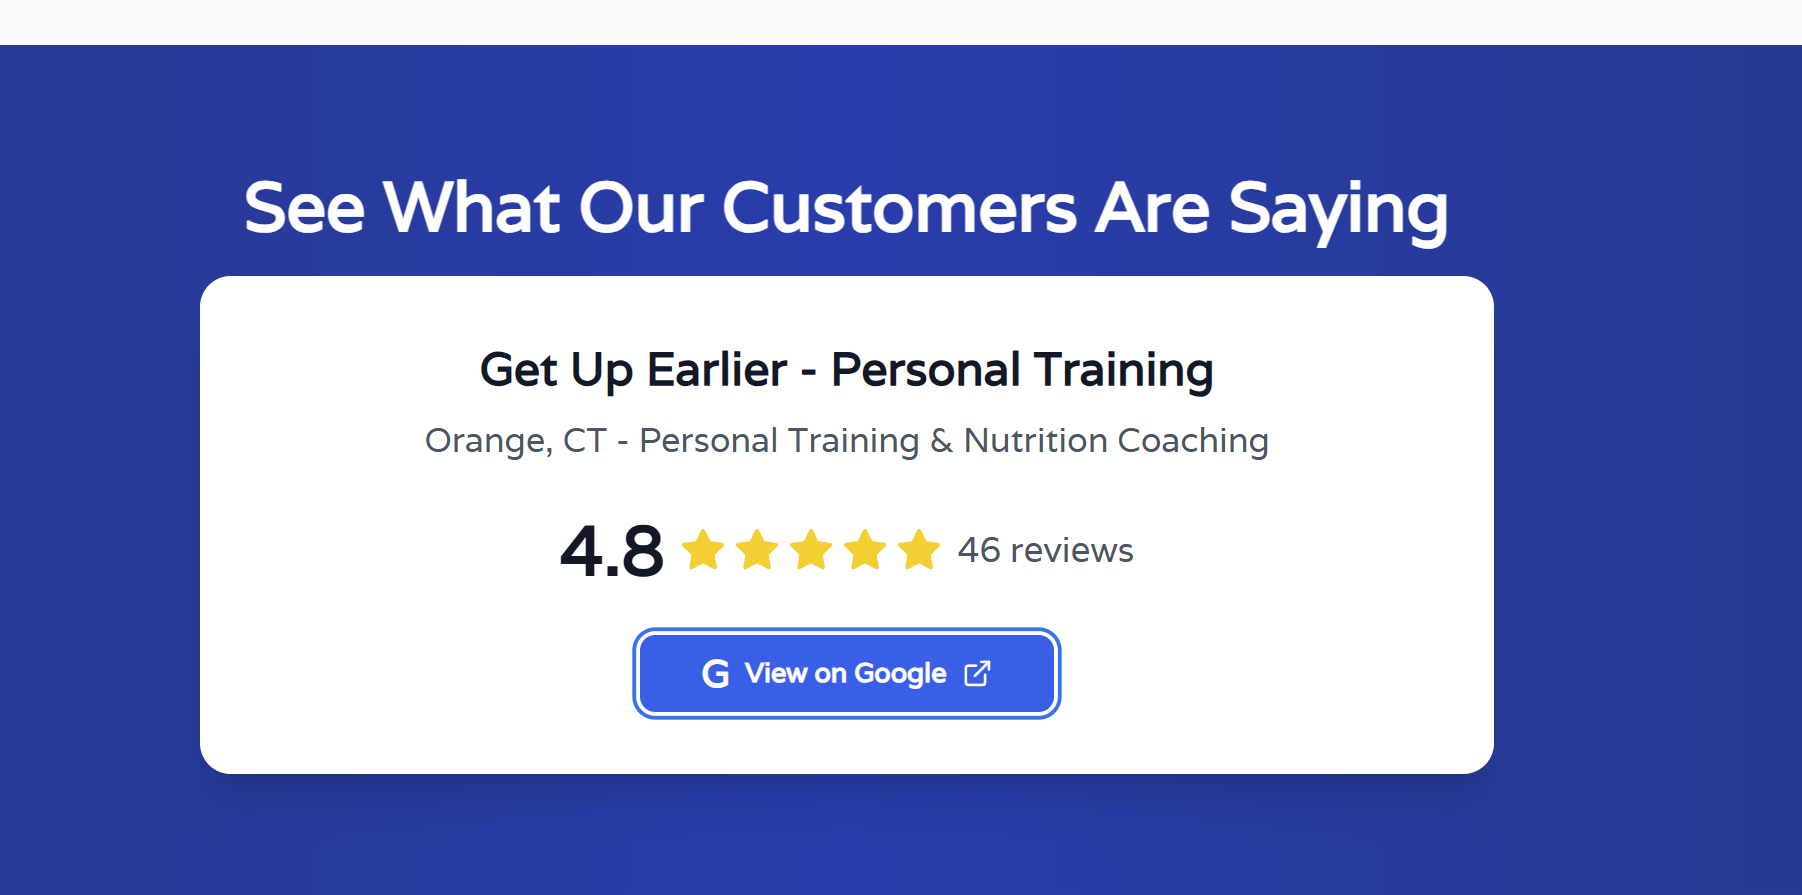 See What Our Customers Are Saying
Get Up Earlier - Personal Training
Orange, CT - Personal Training & Nutrition Coaching
4.8 46 reviews
G View on Google